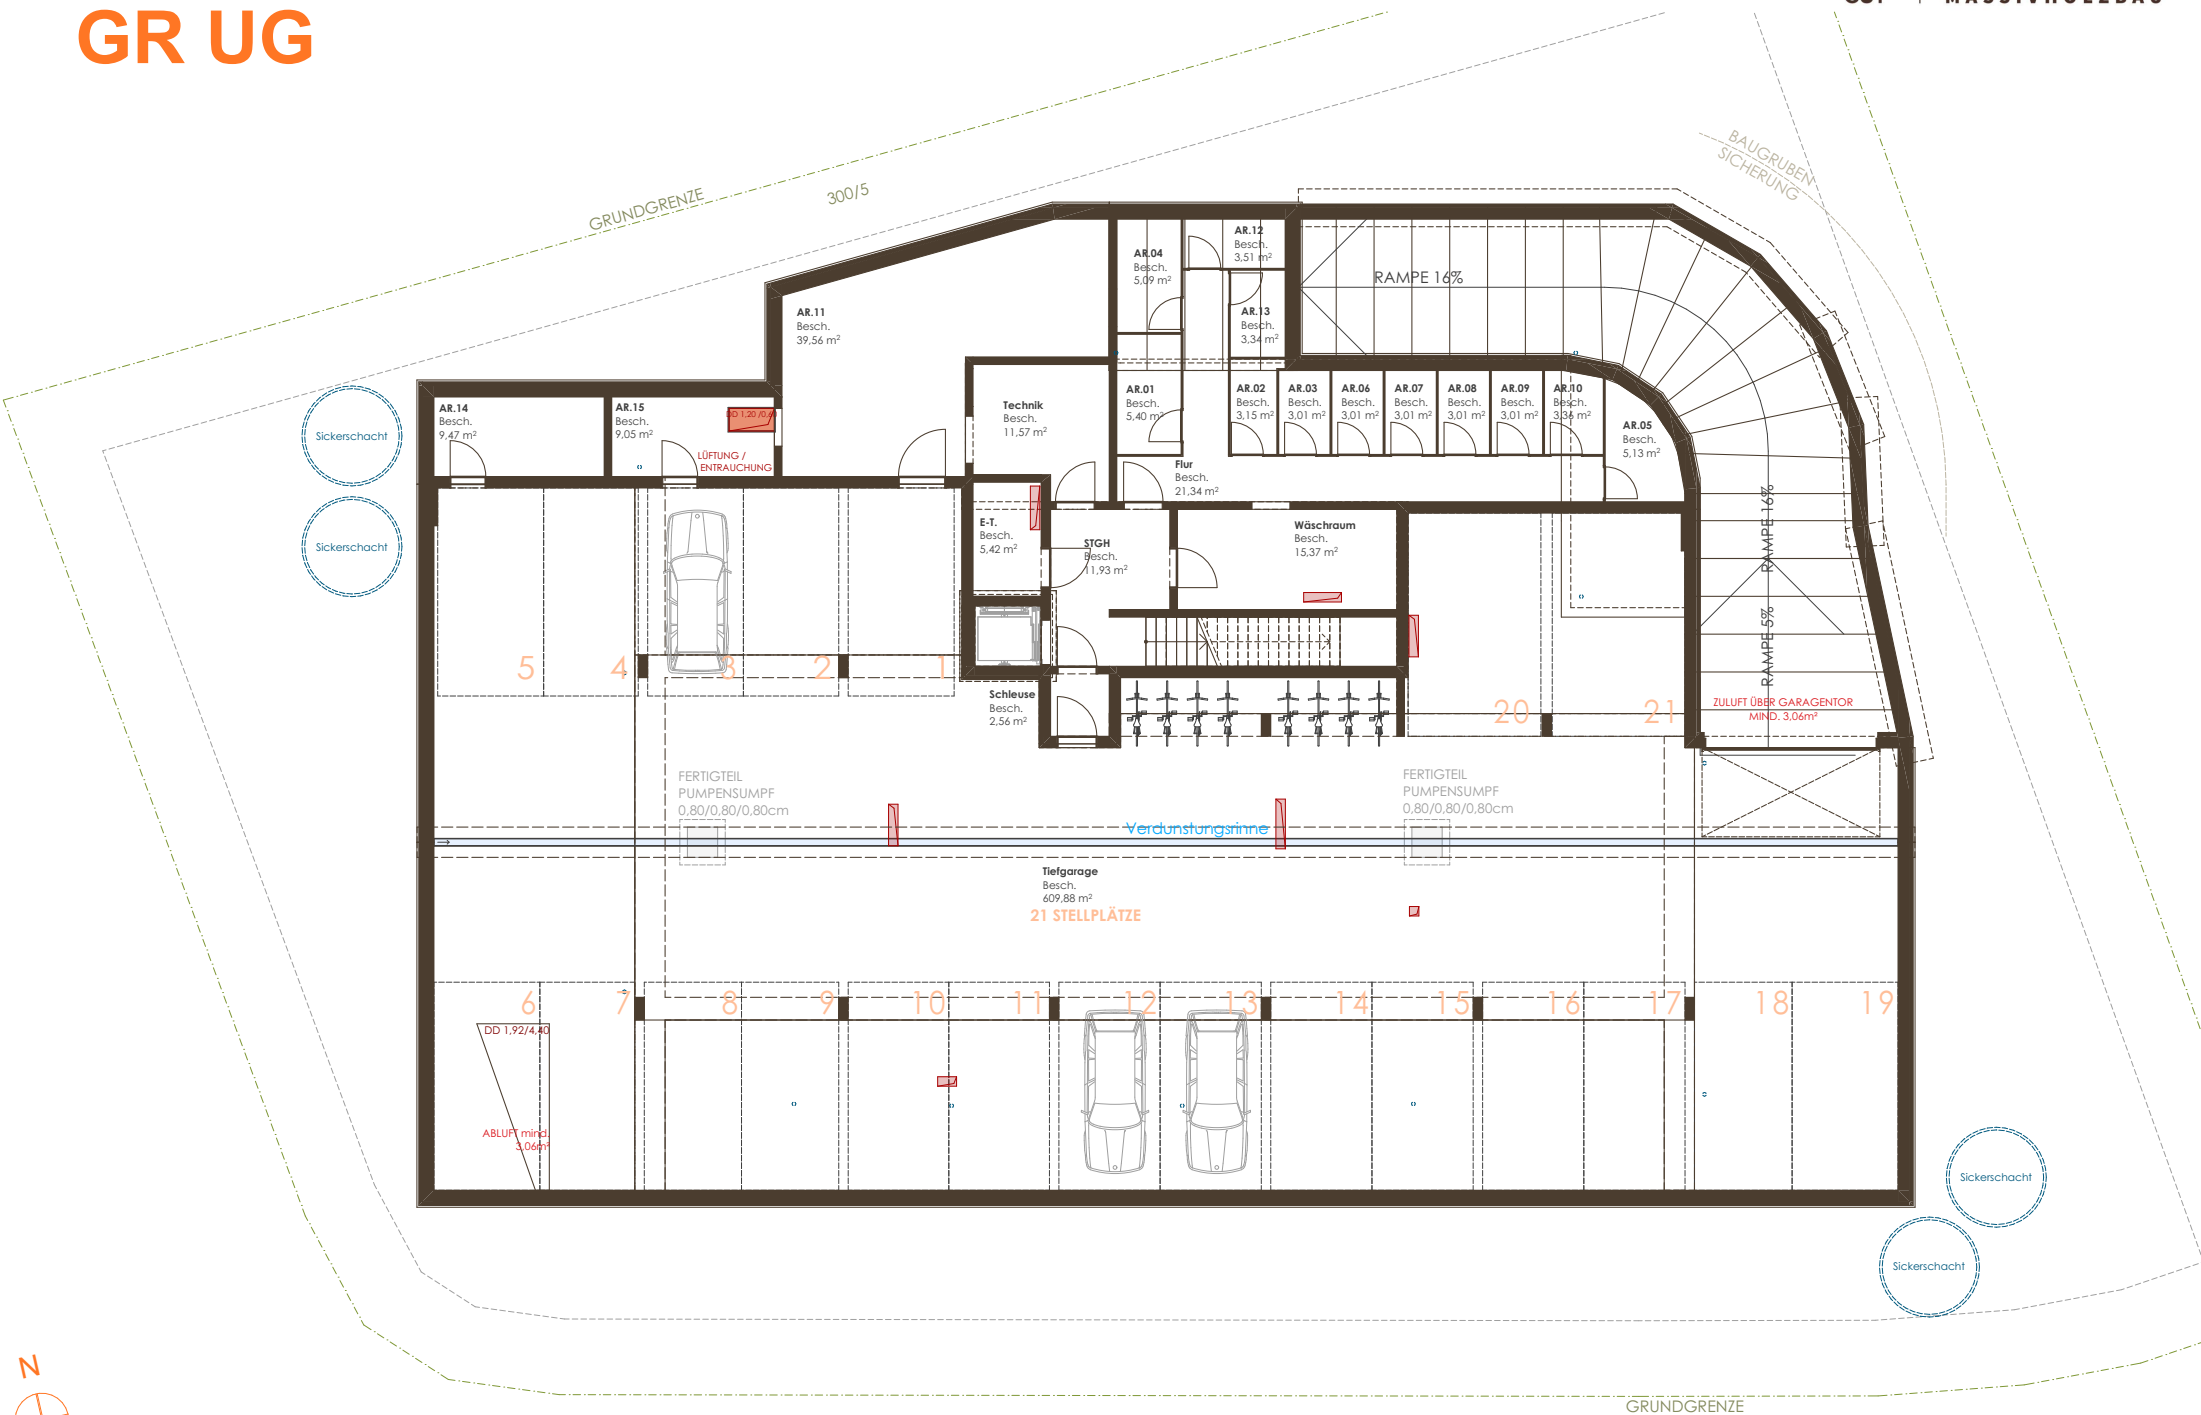 GR UG
GRUNDGRENZE
300/5
BAUGRUBEN
SICHERUNG
AR.04
Besch.
5,09 m²
AR.12
Besch.
3,51 m²
AR.13
Besch.
3,34 m²
RAMPE 16%
AR.11
Besch.
39,56 m²
AR.14
Besch.
9,47 m²
AR.15
Besch.
9,05 m²
LÜFTUNG /
ENTRAUCHUNG
Technik
Besch.
11,57 m²
AR.01
Besch.
5,40 m²
AR.02
Besch.
3,15 m²
AR.03
Besch.
3,01 m²
AR.06
Besch.
3,01 m²
AR.07
Besch.
3,01 m²
AR.08
Besch.
3,01 m²
AR.09
Besch.
3,01 m²
AR.10
Besch.
3,36 m²
AR.05
Besch.
5,13 m²
Flur
Besch.
21,34 m²
Sickerschacht
Sickerschacht
E-T.
Besch.
5,42 m²
STGH
Besch.
11,93 m²
Wäschraum
Besch.
15,37 m²
RAMPE 16%
RAMPE 5%
5
4
3
2
1
Schleuse
Besch.
2,56 m²
20
21
ZULUFT ÜBER GARAGENTOR
MIND. 3,06m²
FERTIGTEIL
PUMPENSUMPF
0,80/0,80/0,80cm
FERTIGTEIL
PUMPENSUMPF
0,80/0,80/0,80cm
Verdunstungsrinne
Tiefgarage
Besch.
609,88 m²
21 STELLPLÄTZE
6
7
8
9
10
11
12
13
14
15
16
17
18
19
DD 1,92/4,40
ABLUFT mind.
3,06m²
Sickerschacht
Sickerschacht
N
GRUNDGRENZE